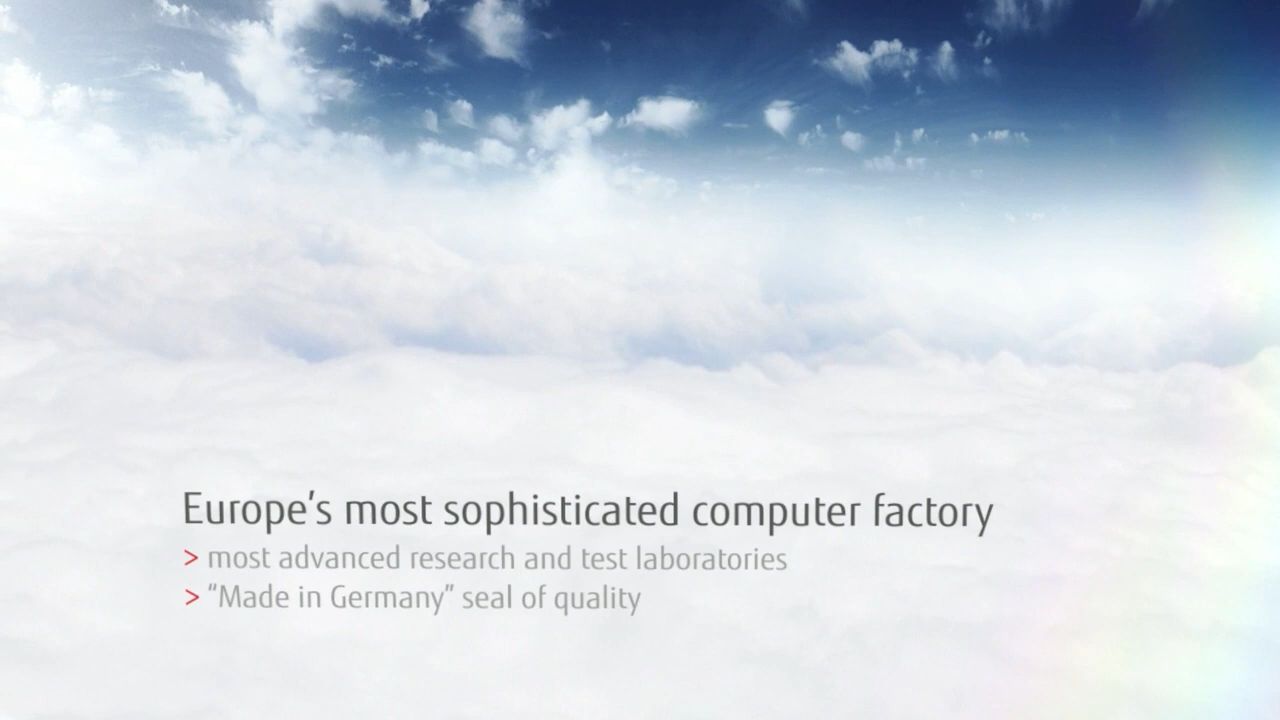 Europe’s most sophisticated computer factory
> most advanced research and test laboratories
> “Made in Germany” seal of quality